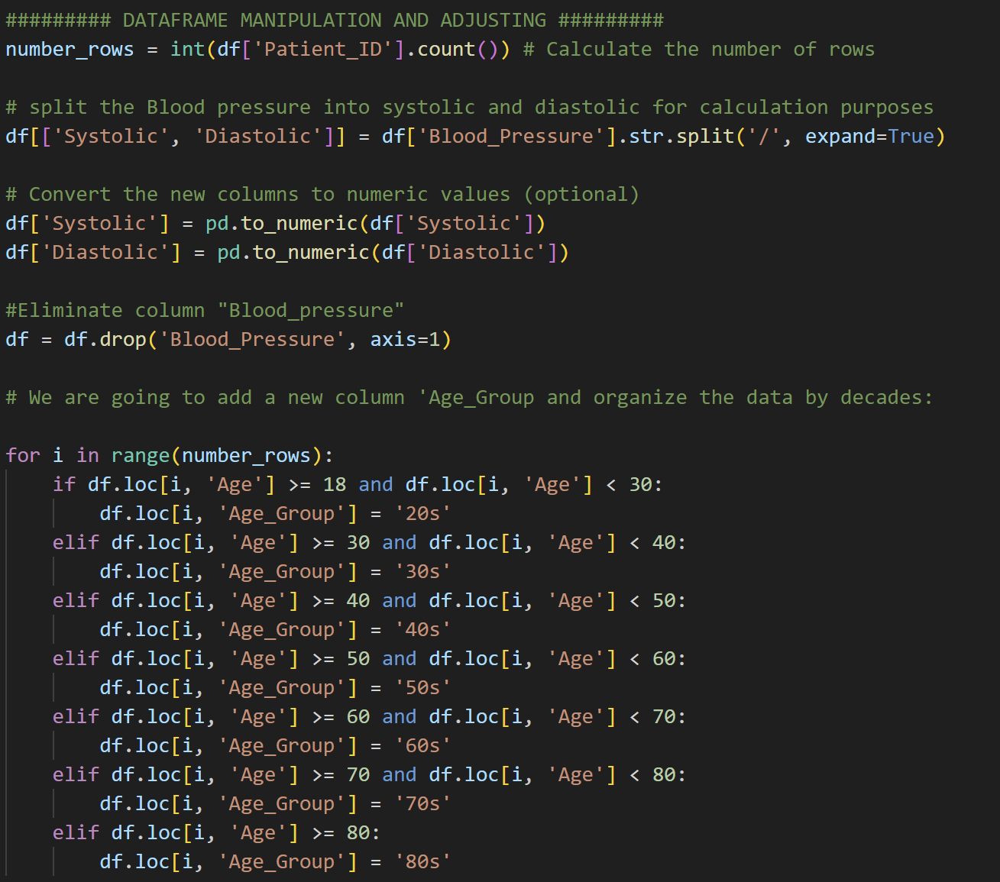 ######### DATAFRAME MANIPULATION AND ADJUSTING #########
number_rows = int(df['Patient_ID'].count()) # Calculate the number of rows

# split the Blood pressure into systolic and diastolic for calculation purposes
df[['Systolic', 'Diastolic']] = df['Blood_Pressure'].str.split('/', expand=True)

# Convert the new columns to numeric values (optional)
df['Systolic'] = pd.to_numeric(df['Systolic'])
df['Diastolic'] = pd.to_numeric(df['Diastolic'])

#Eliminate column "Blood_pressure"
df = df.drop('Blood_Pressure', axis=1)

# We are going to add a new column 'Age_Group and organize the data by decades:

for i in range(number_rows):
    if df.loc[i, 'Age'] >= 18 and df.loc[i, 'Age'] < 30:
        df.loc[i, 'Age_Group'] = '20s'
    elif df.loc[i, 'Age'] >= 30 and df.loc[i, 'Age'] < 40:
        df.loc[i, 'Age_Group'] = '30s'
    elif df.loc[i, 'Age'] >= 40 and df.loc[i, 'Age'] < 50:
        df.loc[i, 'Age_Group'] = '40s'
    elif df.loc[i, 'Age'] >= 50 and df.loc[i, 'Age'] < 60:
        df.loc[i, 'Age_Group'] = '50s'
    elif df.loc[i, 'Age'] >= 60 and df.loc[i, 'Age'] < 70:
        df.loc[i, 'Age_Group'] = '60s'
    elif df.loc[i, 'Age'] >= 70 and df.loc[i, 'Age'] < 80:
        df.loc[i, 'Age_Group'] = '70s'
    elif df.loc[i, 'Age'] >= 80:
        df.loc[i, 'Age_Group'] = '80s'